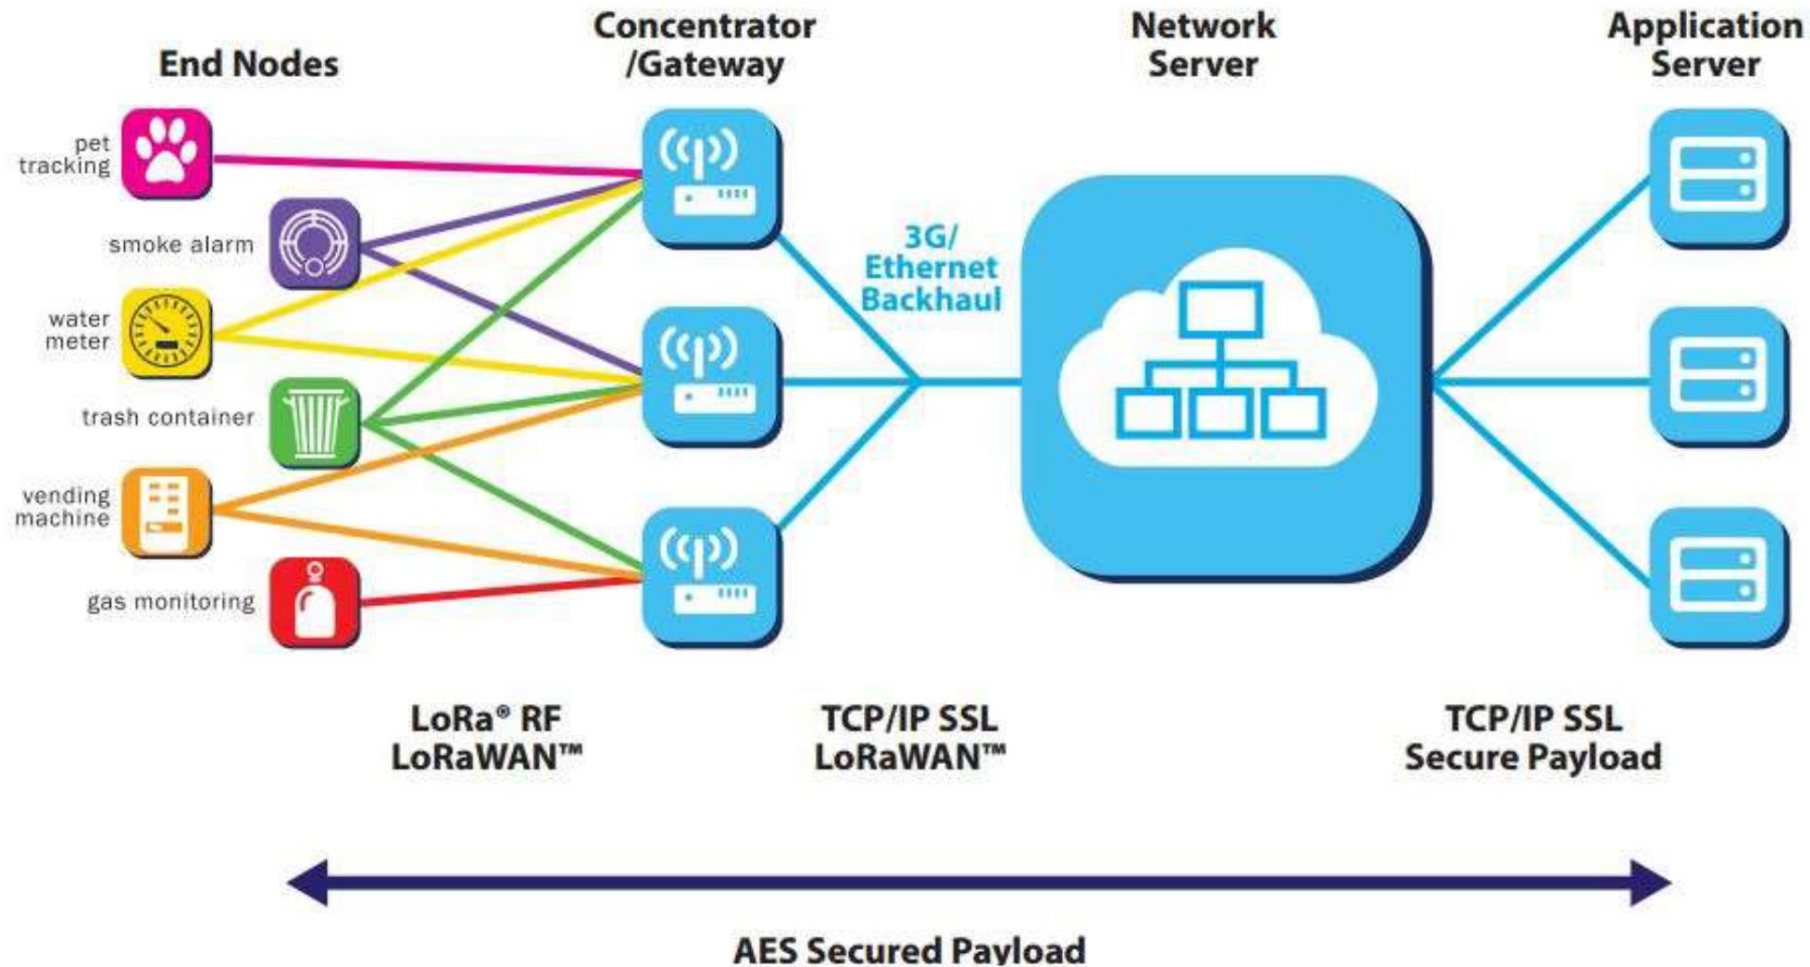 End Nodes
Concentrator
/Gateway
Network
Server
Application
Server
pet
tracking
smoke alarm
water
meter
trash container
vending
machine
gas monitoring
3G/
Ethernet
Backhaul
LoRa® RF
LoRaWAN™
TCP/IP SSL
LoRaWAN™
TCP/IP SSL
Secure Payload
AES Secured Payload